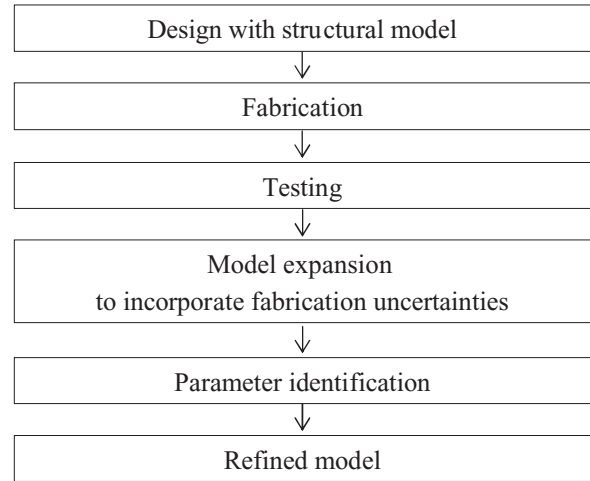 Design with structural model
Fabrication
Testing
Model expansion
to incorporate fabrication uncertainties
Parameter identification
Refined model